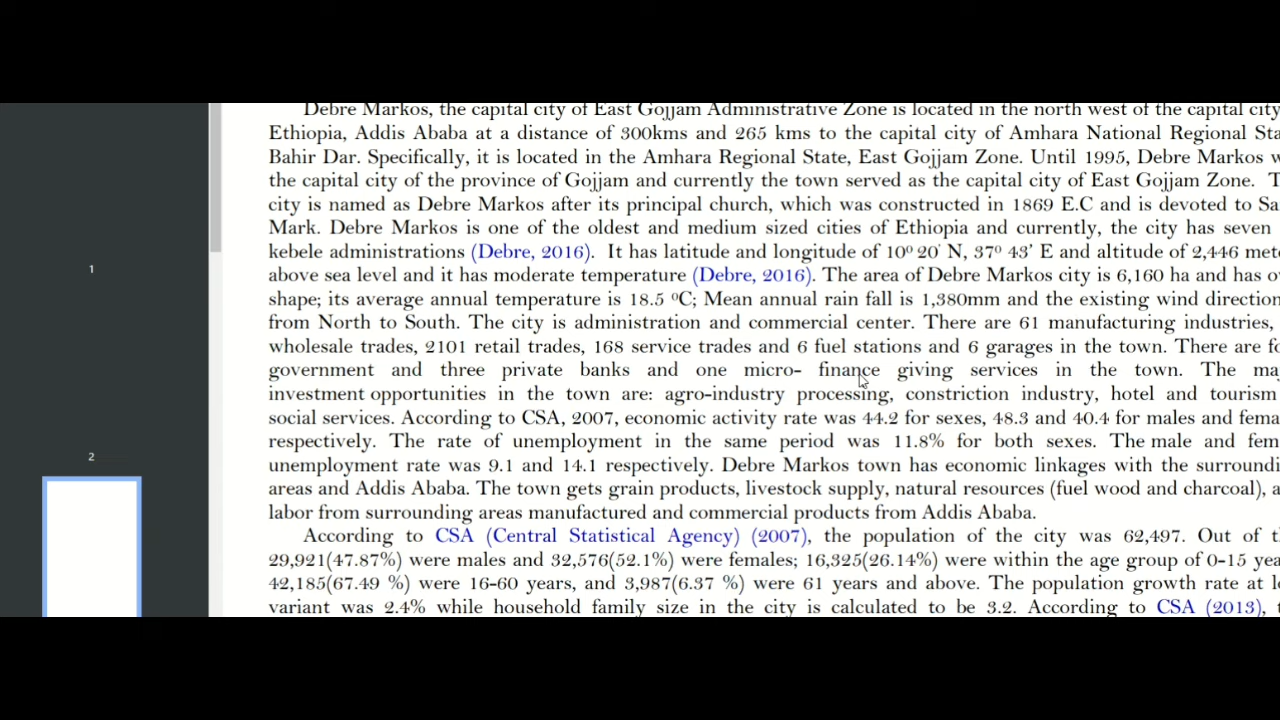 Debre Markos, the capital city of East Gojjam Administrative Zone is located in the north west of the capital city
Ethiopia, Addis Ababa at a distance of 300kms and 265 kms to the capital city of Amhara National Regional Sta
Bahir Dar. Specifically, it is located in the Amhara Regional State, East Gojjam Zone. Until 1995, Debre Markos w
the capital city of the province of Gojjam and currently the town served as the capital city of East Gojjam Zone. T
city is named as Debre Markos after its principal church, which was constructed in 1869 E.C and is devoted to Sa
Mark. Debre Markos is one of the oldest and medium sized cities of Ethiopia and currently, the city has seven
kebele administrations (Debre, 2016). It has latitude and longitude of 10⁰ 20' N, 37⁰ 43' E and altitude of 2,446 mete
1
above sea level and it has moderate temperature (Debre, 2016). The area of Debre Markos city is 6,160 ha and has ov
shape; its average annual temperature is 18.5 ⁰C; Mean annual rain fall is 1,380mm and the existing wind direction
from North to South. The city is administration and commercial center. There are 61 manufacturing industries,
wholesale trades, 2101 retail trades, 168 service trades and 6 fuel stations and 6 garages in the town. There are fo
government and three private banks and one micro- finance giving services in the town. The maj
investment opportunities in the town are: agro-industry processing, constriction industry, hotel and tourism
social services. According to CSA, 2007, economic activity rate was 44.2 for sexes, 48.3 and 40.4 for males and fema
respectively. The rate of unemployment in the same period was 11.8% for both sexes. The male and fem
2
unemployment rate was 9.1 and 14.1 respectively. Debre Markos town has economic linkages with the surroundi
areas and Addis Ababa. The town gets grain products, livestock supply, natural resources (fuel wood and charcoal), a
labor from surrounding areas manufactured and commercial products from Addis Ababa.
According to CSA (Central Statistical Agency) (2007), the population of the city was 62,497. Out of th
29,921(47.87%) were males and 32,576(52.1%) were females; 16,325(26.14%) were within the age group of 0-15 yea
42,185(67.49 %) were 16-60 years, and 3,987(6.37 %) were 61 years and above. The population growth rate at lo
variant was 2.4% while household family size in the city is calculated to be 3.2. According to CSA (2013), t